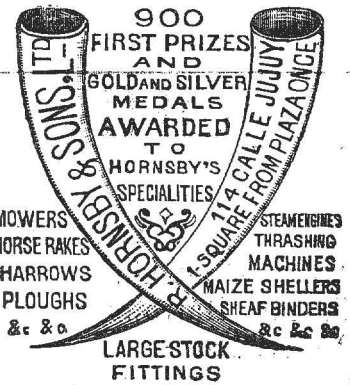 900
FIRST PRIZES
AND
GOLD AND SILVER
MEDALS
AWARDED
TO
HORNSBY'S
SPECIALITIES
R. HORNSBY & SONS, LTD
114 CALLE JUJUY
1-SQUARE FROM PLAZA ONCE
MOWERS
HORSE RAKES
HARROWS
PLOUGHS
&c &c
STEAM ENGINES
THRASHING
MACHINES
MAIZE SHELLERS
SHEAF BINDERS
&c &c &c
LARGE STOCK
FITTINGS